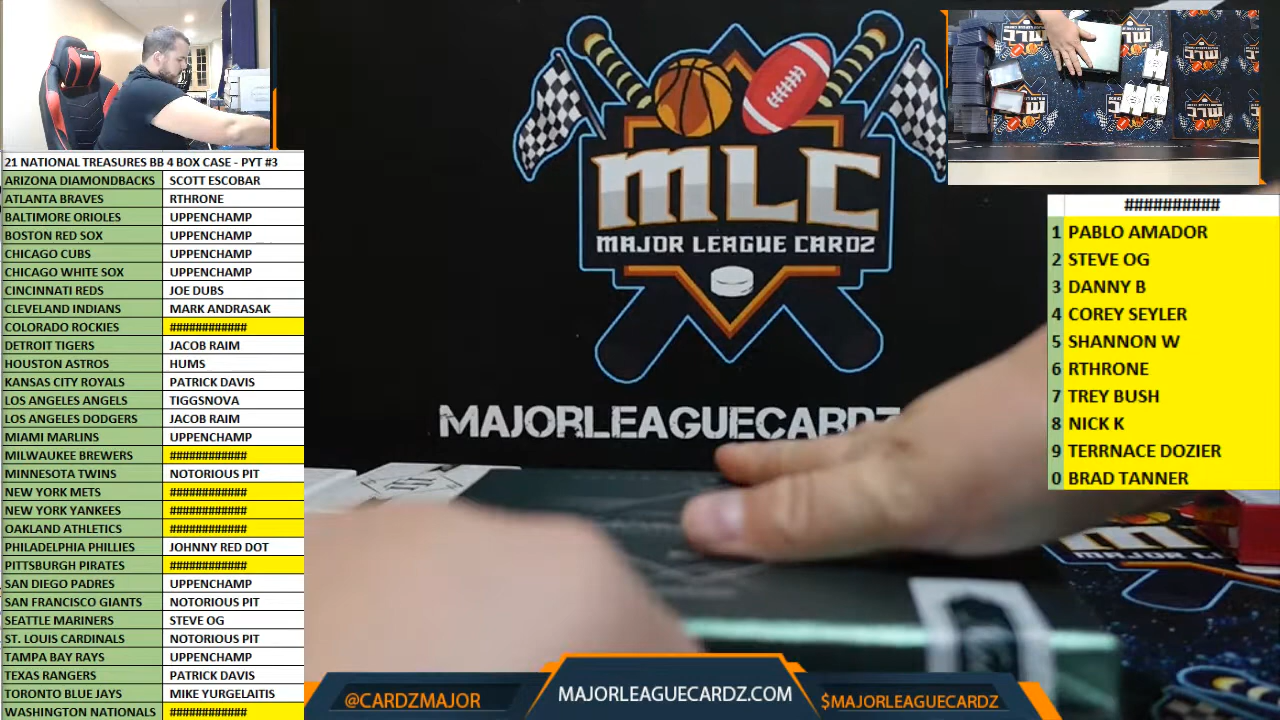 21 NATIONAL TREASURES BB 4 BOX CASE - PYT #3
ARIZONA DIAMONDBACKS SCOTT ESCOBAR
ATLANTA BRAVES RTHRONE
BALTIMORE ORIOLES UPPENCHAMP
BOSTON RED SOX UPPENCHAMP
CHICAGO CUBS UPPENCHAMP
CHICAGO WHITE SOX UPPENCHAMP
CINCINNATI REDS JOE DUBS
CLEVELAND INDIANS MARK ANDRASAK
COLORADO ROCKIES ############
DETROIT TIGERS JACOB RAIM
HOUSTON ASTROS HUMS
KANSAS CITY ROYALS PATRICK DAVIS
LOS ANGELES ANGELS TIGGSNOVA
LOS ANGELES DODGERS JACOB RAIM
MIAMI MARLINS UPPENCHAMP
MILWAUKEE BREWERS ############
MINNESOTA TWINS NOTORIOUS PIT
NEW YORK METS ############
NEW YORK YANKEES ############
OAKLAND ATHLETICS ############
PHILADELPHIA PHILLIES JOHNNY RED DOT
PITTSBURGH PIRATES ############
SAN DIEGO PADRES UPPENCHAMP
SAN FRANCISCO GIANTS NOTORIOUS PIT
SEATTLE MARINERS STEVE OG
ST. LOUIS CARDINALS NOTORIOUS PIT
TAMPA BAY RAYS UPPENCHAMP
TEXAS RANGERS PATRICK DAVIS
TORONTO BLUE JAYS MIKE YURGELAITIS
WASHINGTON NATIONALS ############
MLC
MAJOR LEAGUE CARDZ
MAJORLEAGUECARDZ
##########
1 PABLO AMADOR
2 STEVE OG
3 DANNY B
4 COREY SEYLER
5 SHANNON W
6 RTHRONE
7 TREY BUSH
8 NICK K
9 TERRNACE DOZIER
0 BRAD TANNER
@CARDZMAJOR
MAJORLEAGUECARDZ.COM
$MAJORLEAGUECARDZ